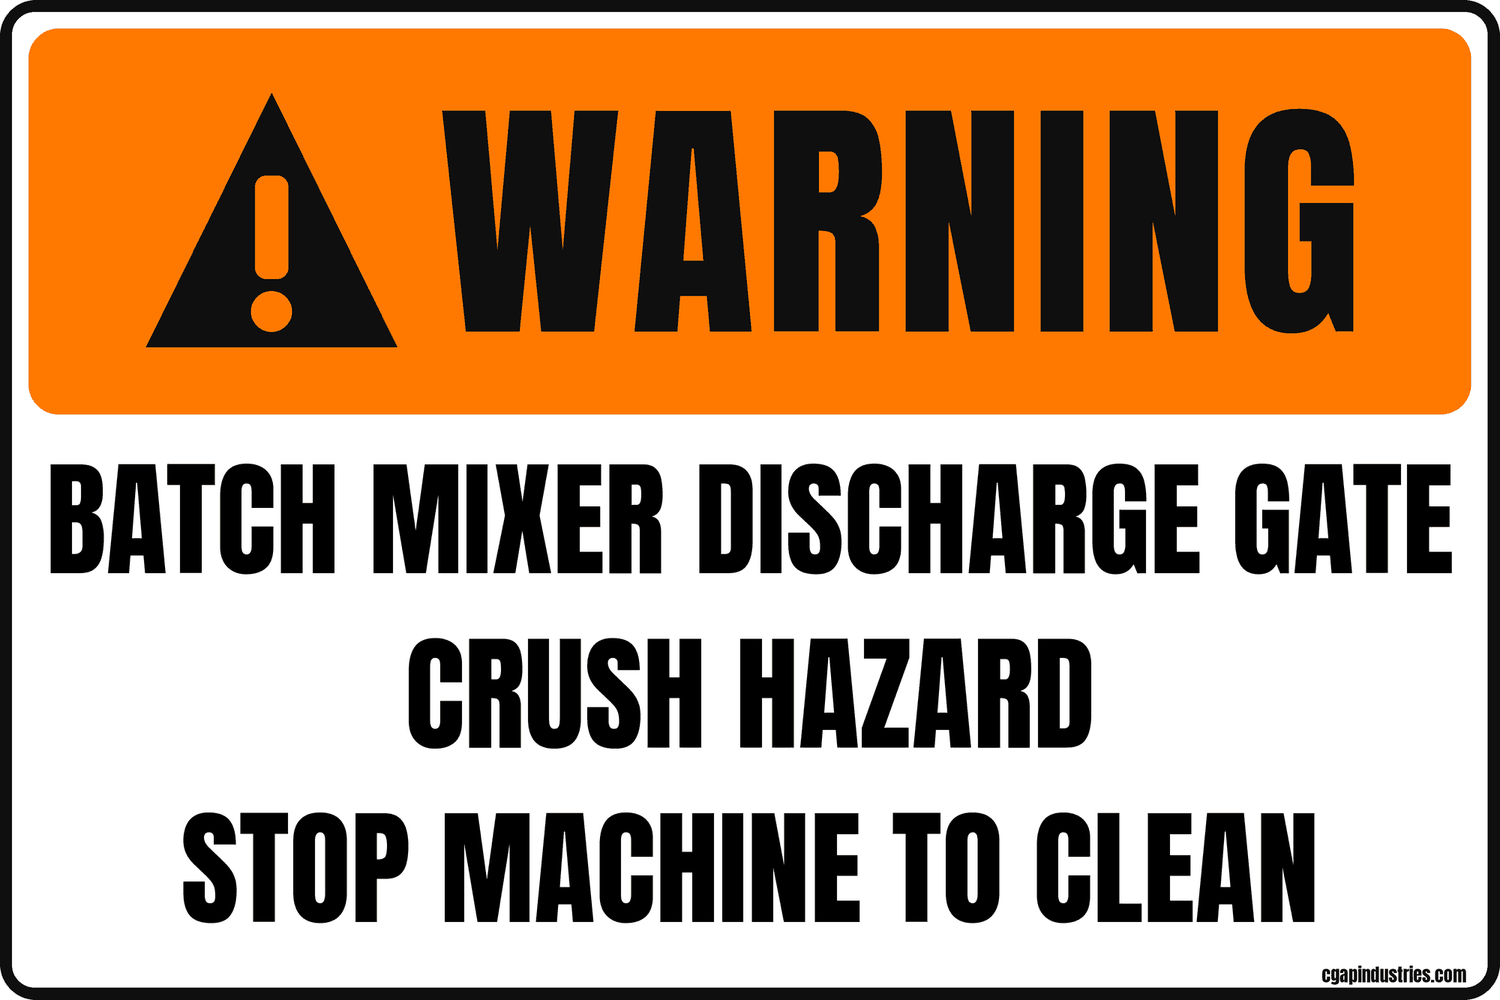 WARNING
BATCH MIXER DISCHARGE GATE
CRUSH HAZARD
STOP MACHINE TO CLEAN
cgapindustries.com